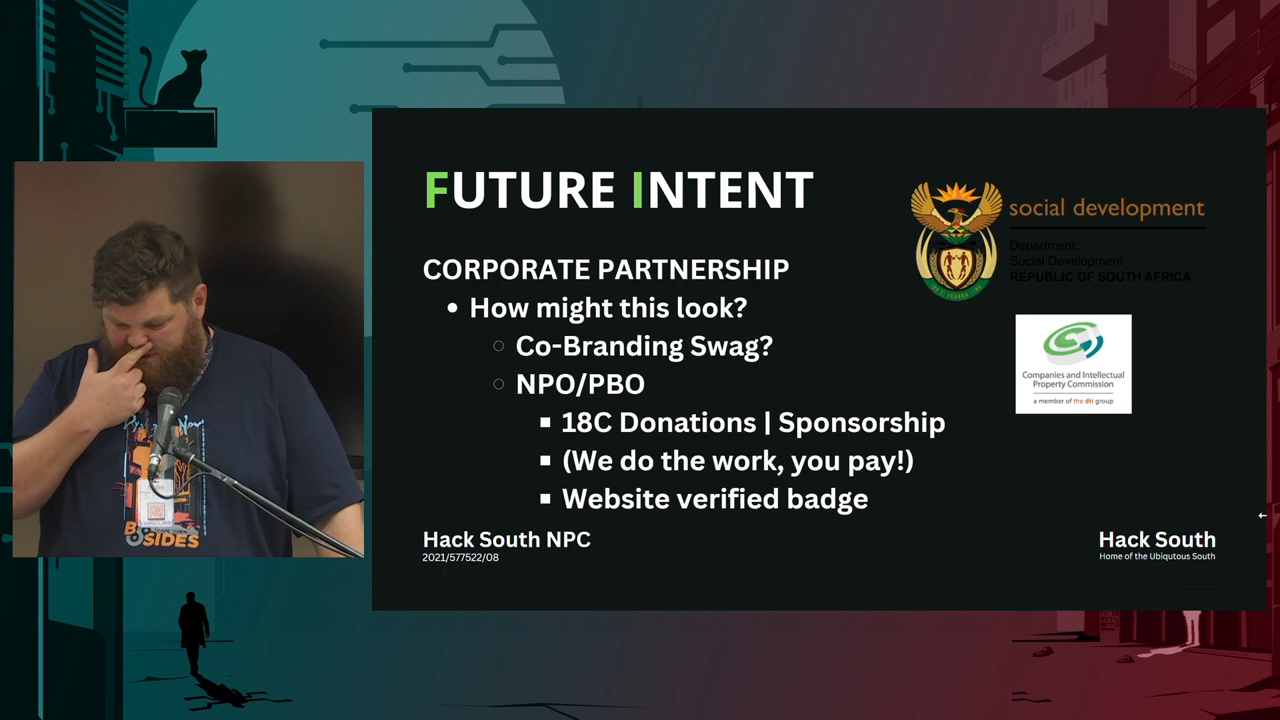 FUTURE INTENT
CORPORATE PARTNERSHIP
• How might this look?
○ Co-Branding Swag?
○ NPO/PBO
▪ 18C Donations | Sponsorship
▪ (We do the work, you pay!)
▪ Website verified badge
Hack South NPC
2021/577522/08
social development
Department:
Social Development
REPUBLIC OF SOUTH AFRICA
Companies and Intellectual
Property Commission
a member of the dti group
Hack South
Home of the Ubiqutous South
BSIDES